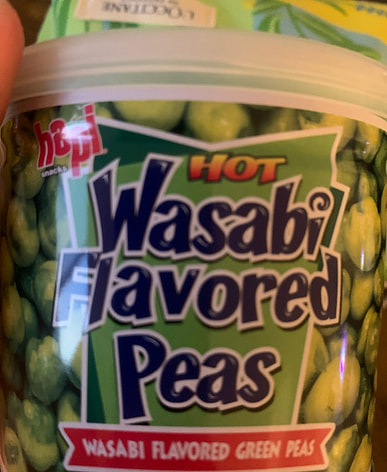 L'OCCITANE
hapi
snacks
HOT
Wasabi
Flavored
Peas
WASABI FLAVORED GREEN PEAS